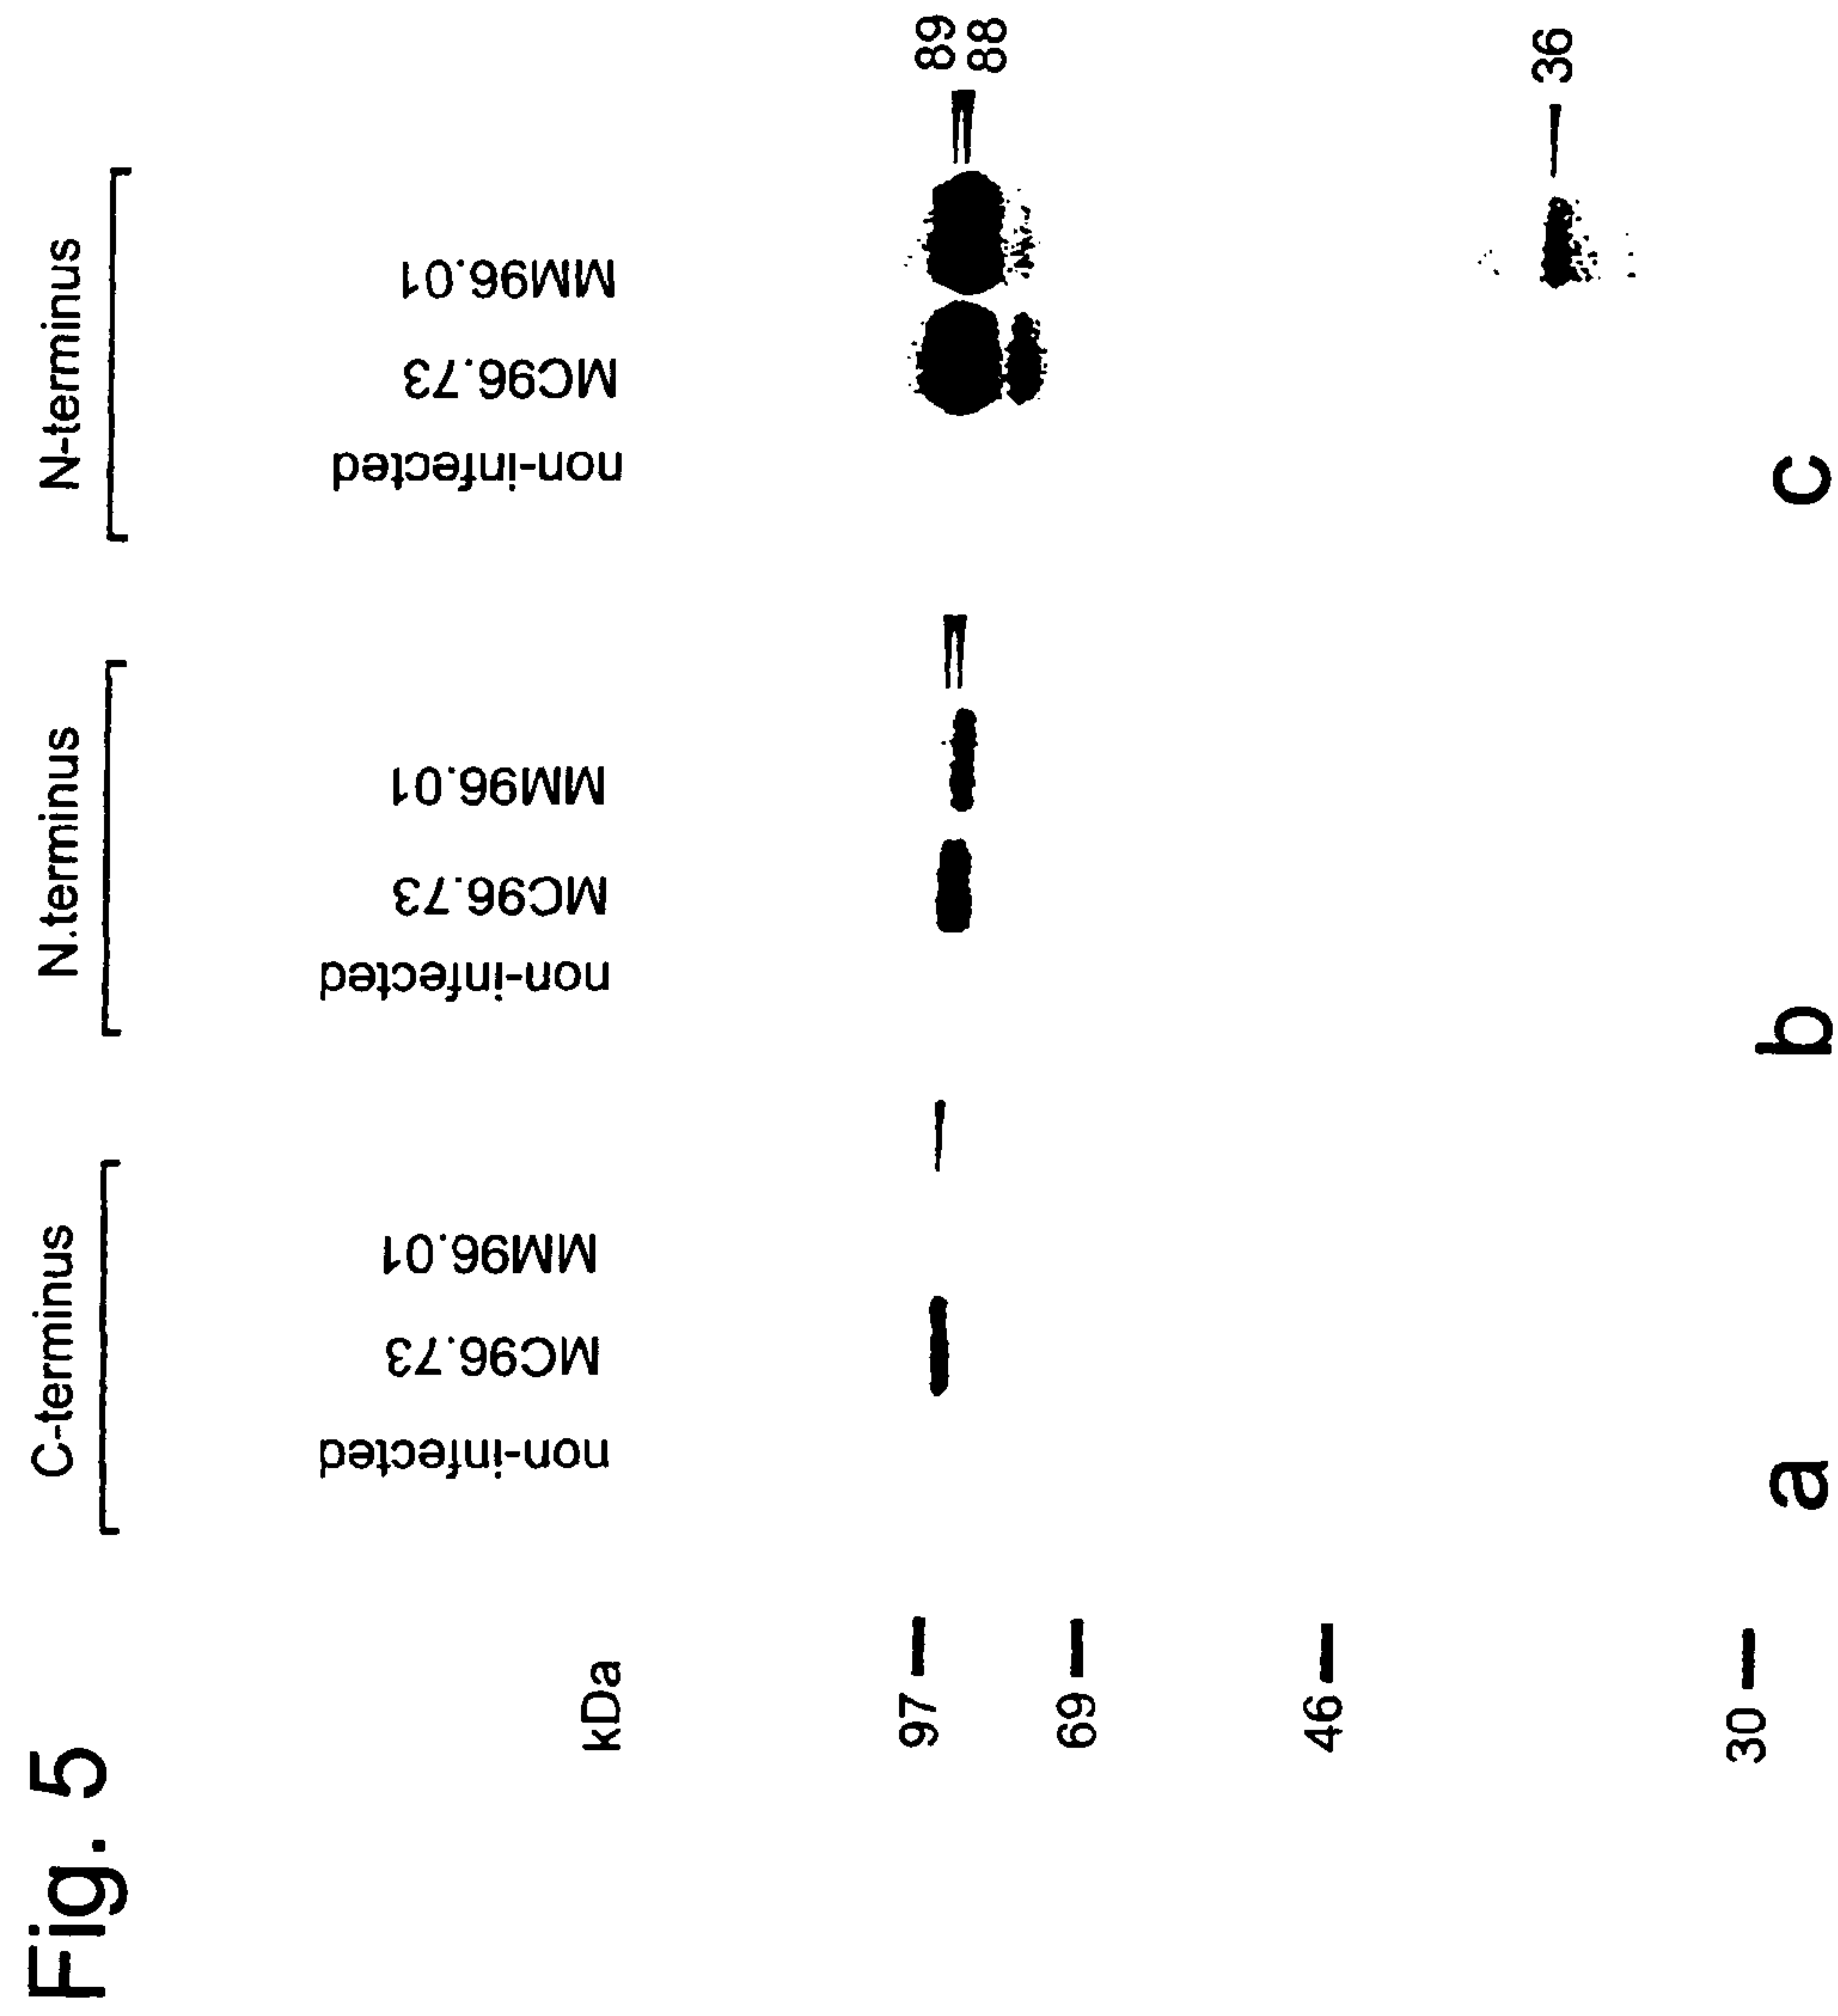 Fig. 5
C-terminus
N.terminus
N-terminus
non-infected
MC96.73
MM96.01
non-infected
MC96.73
MM96.01
non-infected
MC96.73
MM96.01
kDa
97
69
46
30
89
88
36
a
b
c